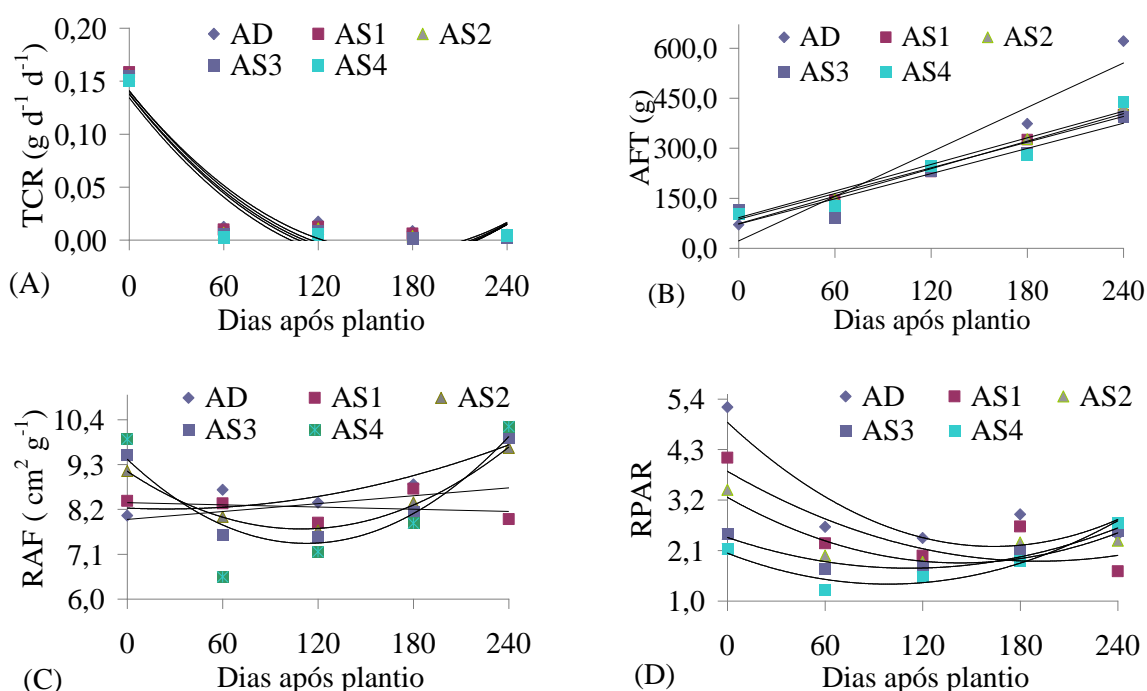 AD AS1 AS2
AS3 AS4
TCR (g d⁻¹ d⁻¹)
0,20
0,15
0,10
0,05
0,00
0 60 120 180 240
(A)
Dias após plantio
AD AS1 AS2
AS3 AS4
AFT (g)
600,0
450,0
300,0
150,0
0,0
0 60 120 180 240
(B)
Dias após plantio
AD AS1 AS2
AS3 AS4
RAF ( cm² g⁻¹)
10,4
9,3
8,2
7,1
6,0
0 60 120 180 240
(C)
Dias após plantio
AD AS1 AS2
AS3 AS4
RPAR
5,4
4,3
3,2
2,1
1,0
0 60 120 180 240
(D)
Dias após plantio